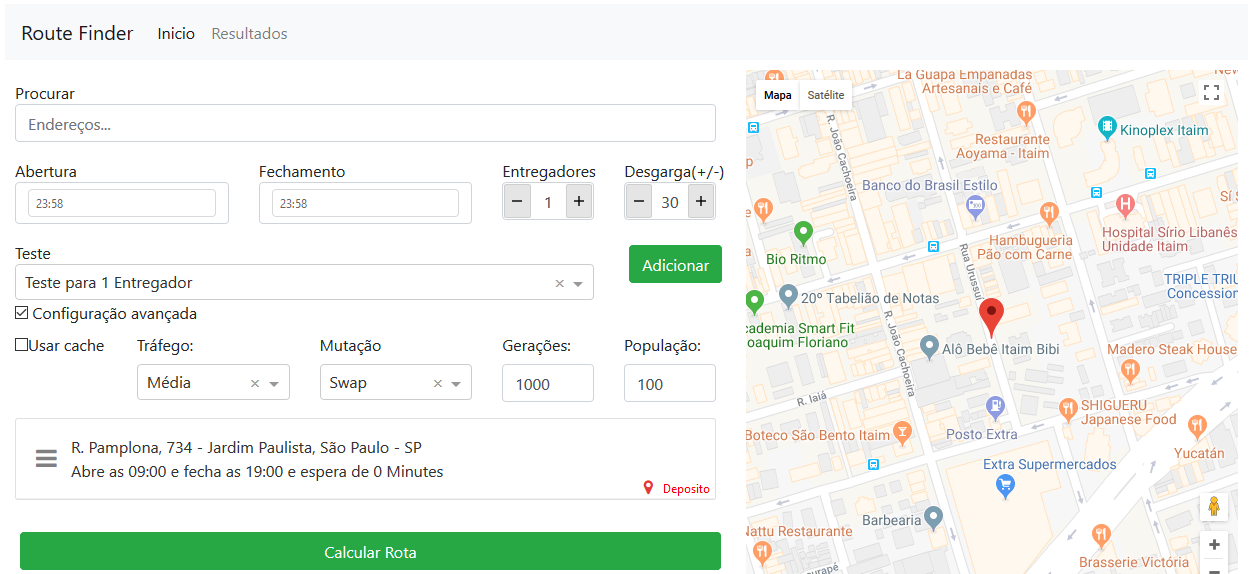 Route Finder
Inicio
Resultados
Procurar
Endereços...
Abertura
Fechamento
Entregadores
Desgarga(+/-)
23:58
23:58
− 1 +
− 30 +
Teste
Teste para 1 Entregador
×
Adicionar
Configuração avançada
Usar cache
Tráfego:
Mutação
Gerações:
População:
Média ×
Swap ×
1000
100
R. Pamplona, 734 - Jardim Paulista, São Paulo - SP
Abre as 09:00 e fecha as 19:00 e espera de 0 Minutes
Deposito
Calcular Rota
La Guapa Empanadas
Artesanais e Café
Mapa
Satélite
R. João Cachoeira
Kinoplex Itaim
Restaurante
Aoyama - Itaim
Banco do Brasil Estilo
Hospital Sírio Libanês
Unidade Itaim
Hambugueria
Pão com Carne
Bio Ritmo
Rua Urussuí
TRIPLE TRIU
Concession
20º Tabelião de Notas
cademia Smart Fit
oaquim Floriano
R. João Cachoeira
Alô Bebê Itaim Bibi
Madero Steak House
R. Iaiá
SHIGUERU
Japanese Food
Boteco São Bento Itaim
Posto Extra
Yucatán
Extra Supermercados
Barbearia
Nattu Restaurante
+
−
Brasserie Victória